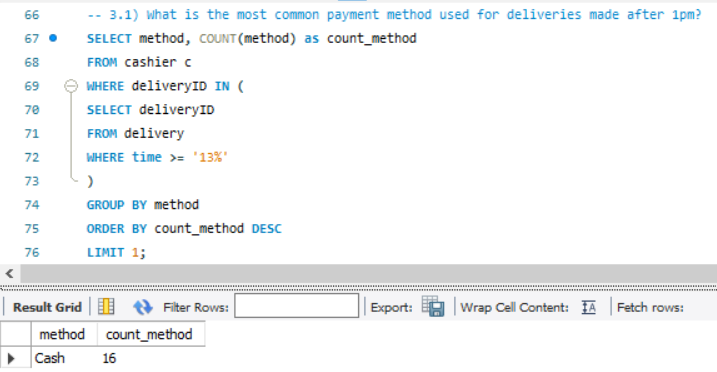 66 -- 3.1) What is the most common payment method used for deliveries made after 1pm?
67 SELECT method, COUNT(method) as count_method
68 FROM cashier c
69 WHERE deliveryID IN (
70 SELECT deliveryID
71 FROM delivery
72 WHERE time >= '13%'
73 )
74 GROUP BY method
75 ORDER BY count_method DESC
76 LIMIT 1;
Result Grid Filter Rows: Export: Wrap Cell Content: IA Fetch rows:
method count_method
Cash 16